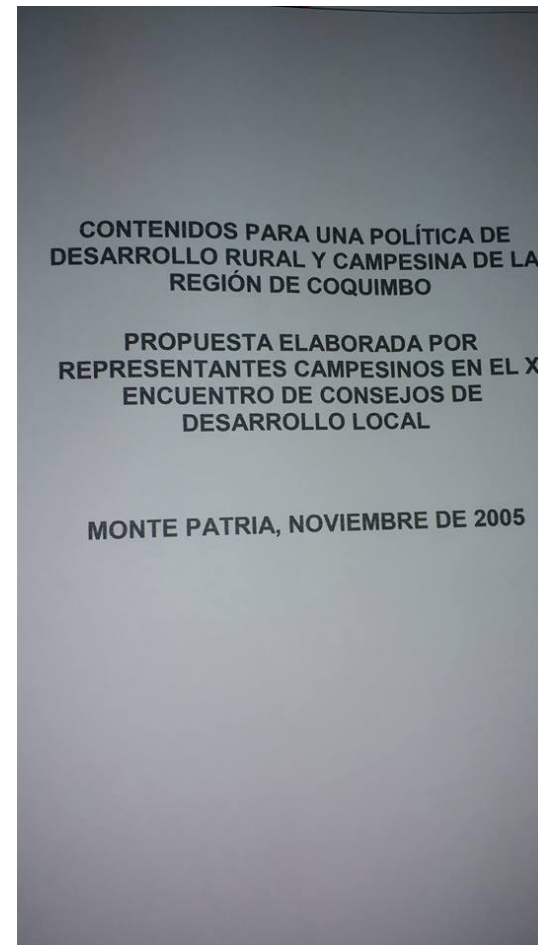 CONTENIDOS PARA UNA POLÍTICA DE
DESARROLLO RURAL Y CAMPESINA DE LA
REGIÓN DE COQUIMBO
PROPUESTA ELABORADA POR
REPRESENTANTES CAMPESINOS EN EL X
ENCUENTRO DE CONSEJOS DE
DESARROLLO LOCAL
MONTE PATRIA, NOVIEMBRE DE 2005